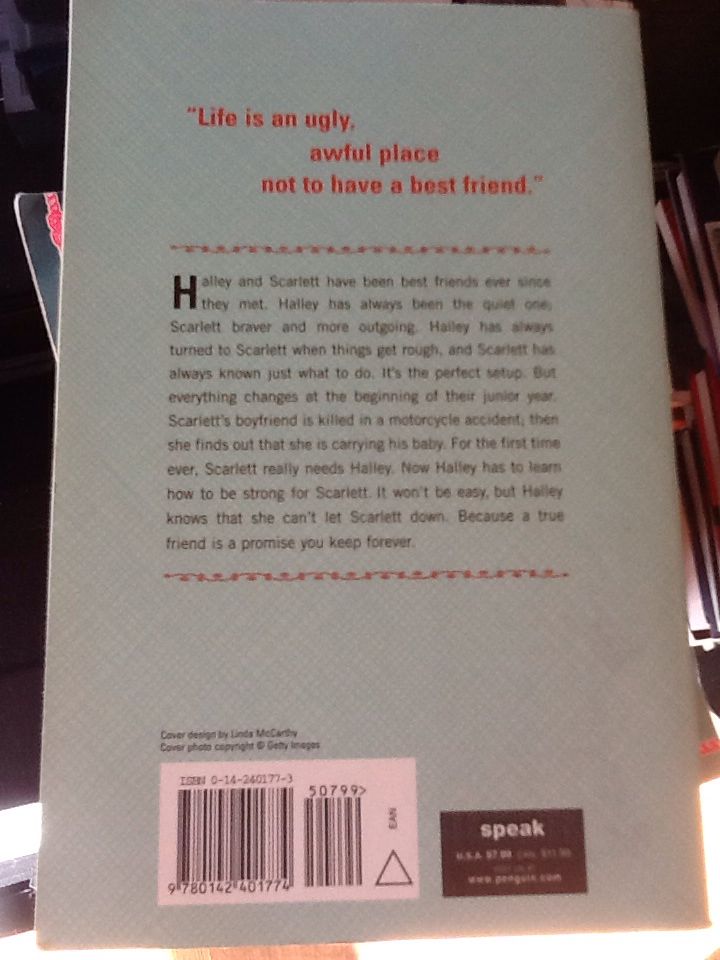 "Life is an ugly,
awful place
not to have a best friend."
Halley and Scarlett have been best friends ever since
they met. Halley has always been the quiet one;
Scarlett braver and more outgoing. Halley has always
turned to Scarlett when things get rough, and Scarlett has
always known just what to do. It's the perfect setup. But
everything changes at the beginning of their junior year.
Scarlett's boyfriend is killed in a motorcycle accident; then
she finds out that she is carrying his baby. For the first time
ever, Scarlett really needs Halley. Now Halley has to learn
how to be strong for Scarlett. It won't be easy, but Halley
knows that she can't let Scarlett down. Because a true
friend is a promise you keep forever.
Cover design by Linda McCarthy
Cover photo copyright © Getty Images
ISBN 0-14-240177-3
50799>
EAN
9 780142 401774
speak
U.S.A. $7.99
www.penguin.com